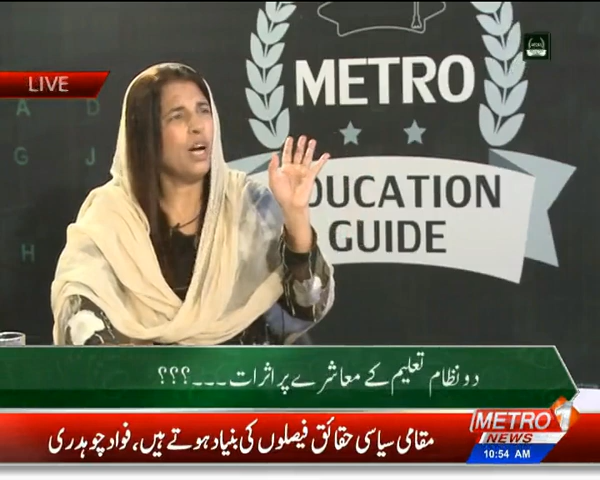 METRO
LIVE
A D
G J
EDUCATION
GUIDE
H
دو نظام تعلیم کے معاشرے پر اثرات۔۔۔؟؟؟
مقامی سیاسی حقائق فیصلوں کی بنیاد ہوتے ہیں، فواد چوہدری
METRO1
NEWS
10:54 AM